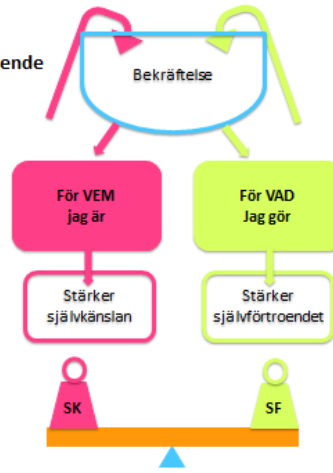 ende
Bekräftelse
För VEM
jag är
För VAD
Jag gör
Stärker
självkänslan
Stärker
självförtroendet
SK
SF